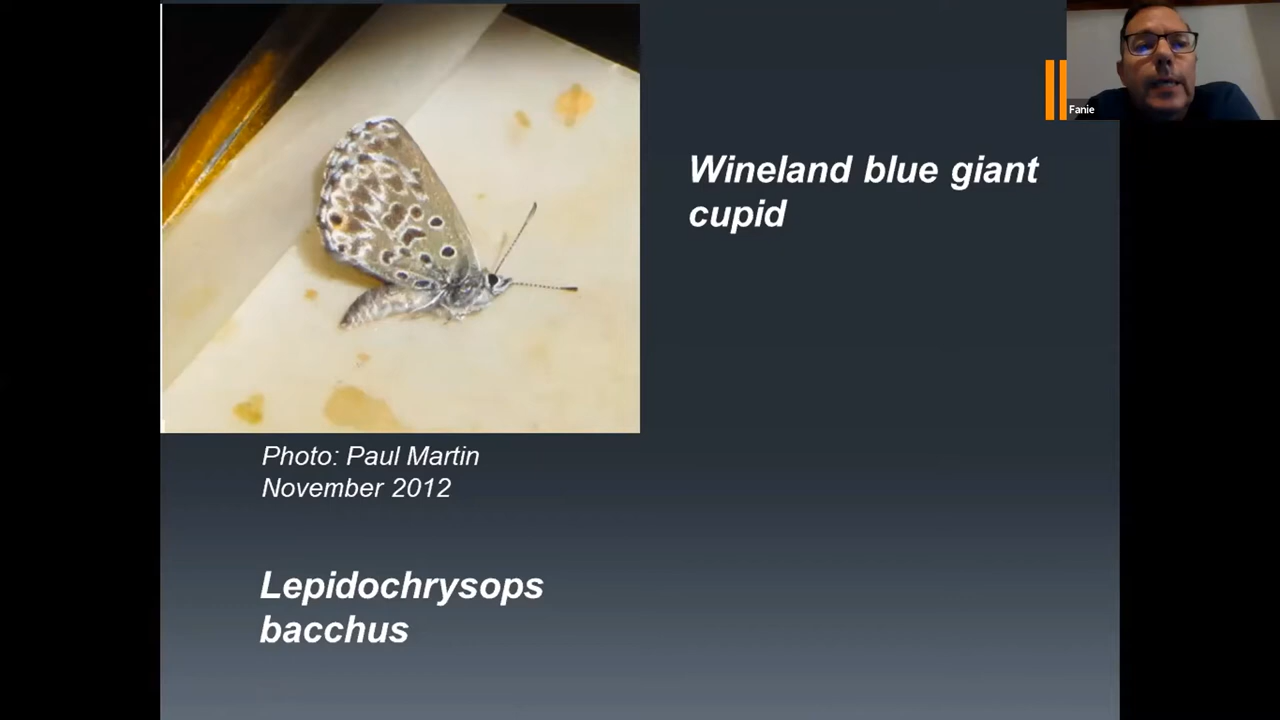 Fanie
Wineland blue giant
cupid
Photo: Paul Martin
November 2012
Lepidochrysops
bacchus